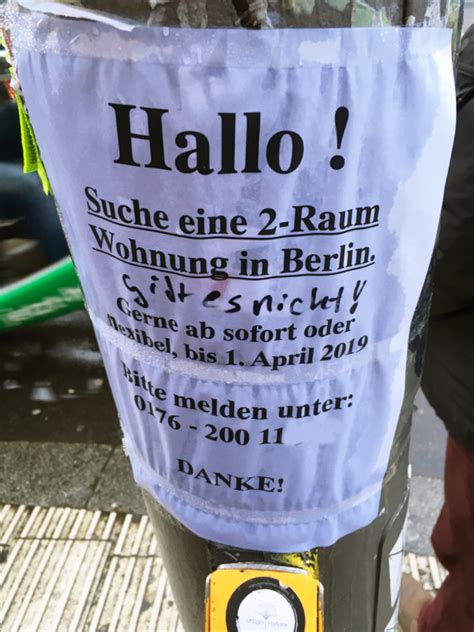 Hallo !
Suche eine 2-Raum
Wohnung in Berlin.
Gibt es nicht!
Gerne ab sofort oder
flexibel, bis 1. April 2019
Bitte melden unter:
0176 - 200 11
DANKE!